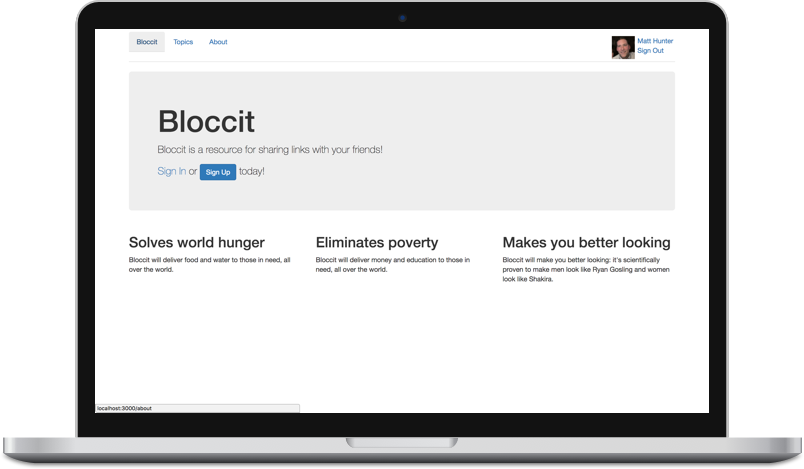 Bloccit Topics About
Matt Hunter
Sign Out
Bloccit
Bloccit is a resource for sharing links with your friends!
Sign In or Sign Up today!
Solves world hunger
Bloccit will deliver food and water to those in need, all
over the world.
Eliminates poverty
Bloccit will deliver money and education to those in
need, all over the world.
Makes you better looking
Bloccit will make you better looking: it's scientifically
proven to make men look like Ryan Gosling and women
look like Shakira.
localhost:3000/about